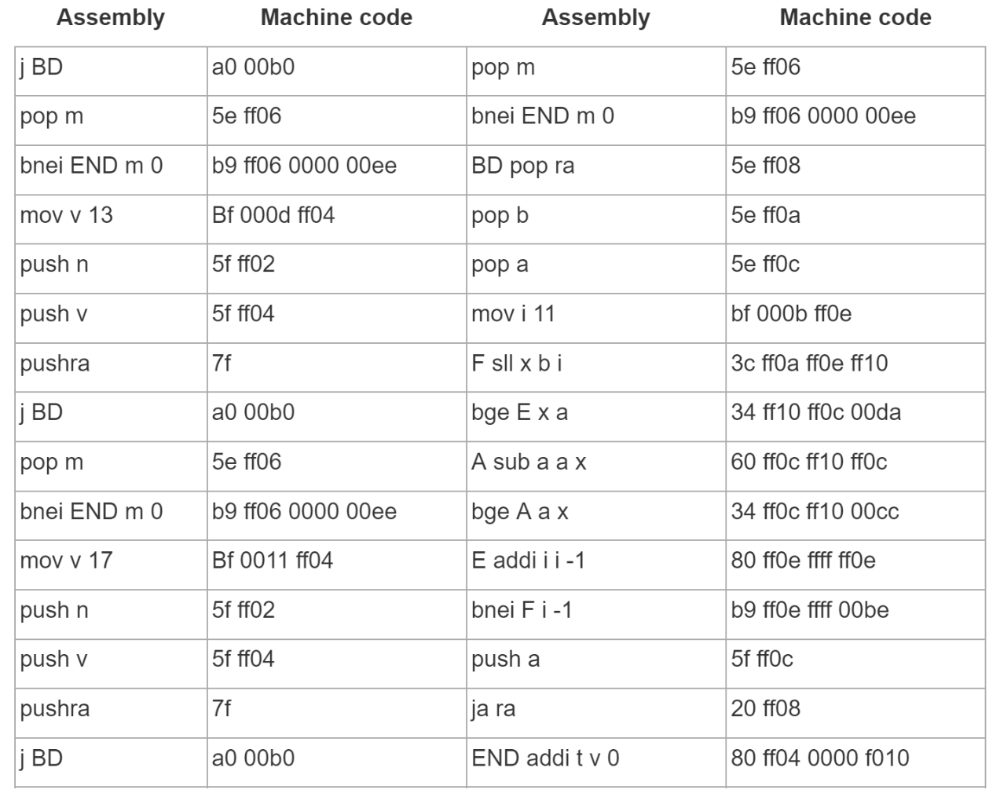 Assembly Machine code Assembly Machine code
j BD a0 00b0 pop m 5e ff06
pop m 5e ff06 bnei END m 0 b9 ff06 0000 00ee
bnei END m 0 b9 ff06 0000 00ee BD pop ra 5e ff08
mov v 13 Bf 000d ff04 pop b 5e ff0a
push n 5f ff02 pop a 5e ff0c
push v 5f ff04 mov i 11 bf 000b ff0e
pushra 7f F sll x b i 3c ff0a ff0e ff10
j BD a0 00b0 bge E x a 34 ff10 ff0c 00da
pop m 5e ff06 A sub a a x 60 ff0c ff10 ff0c
bnei END m 0 b9 ff06 0000 00ee bge A a x 34 ff0c ff10 00cc
mov v 17 Bf 0011 ff04 E addi i i -1 80 ff0e ffff ff0e
push n 5f ff02 bnei F i -1 b9 ff0e ffff 00be
push v 5f ff04 push a 5f ff0c
pushra 7f ja ra 20 ff08
j BD a0 00b0 END addi t v 0 80 ff04 0000 f010